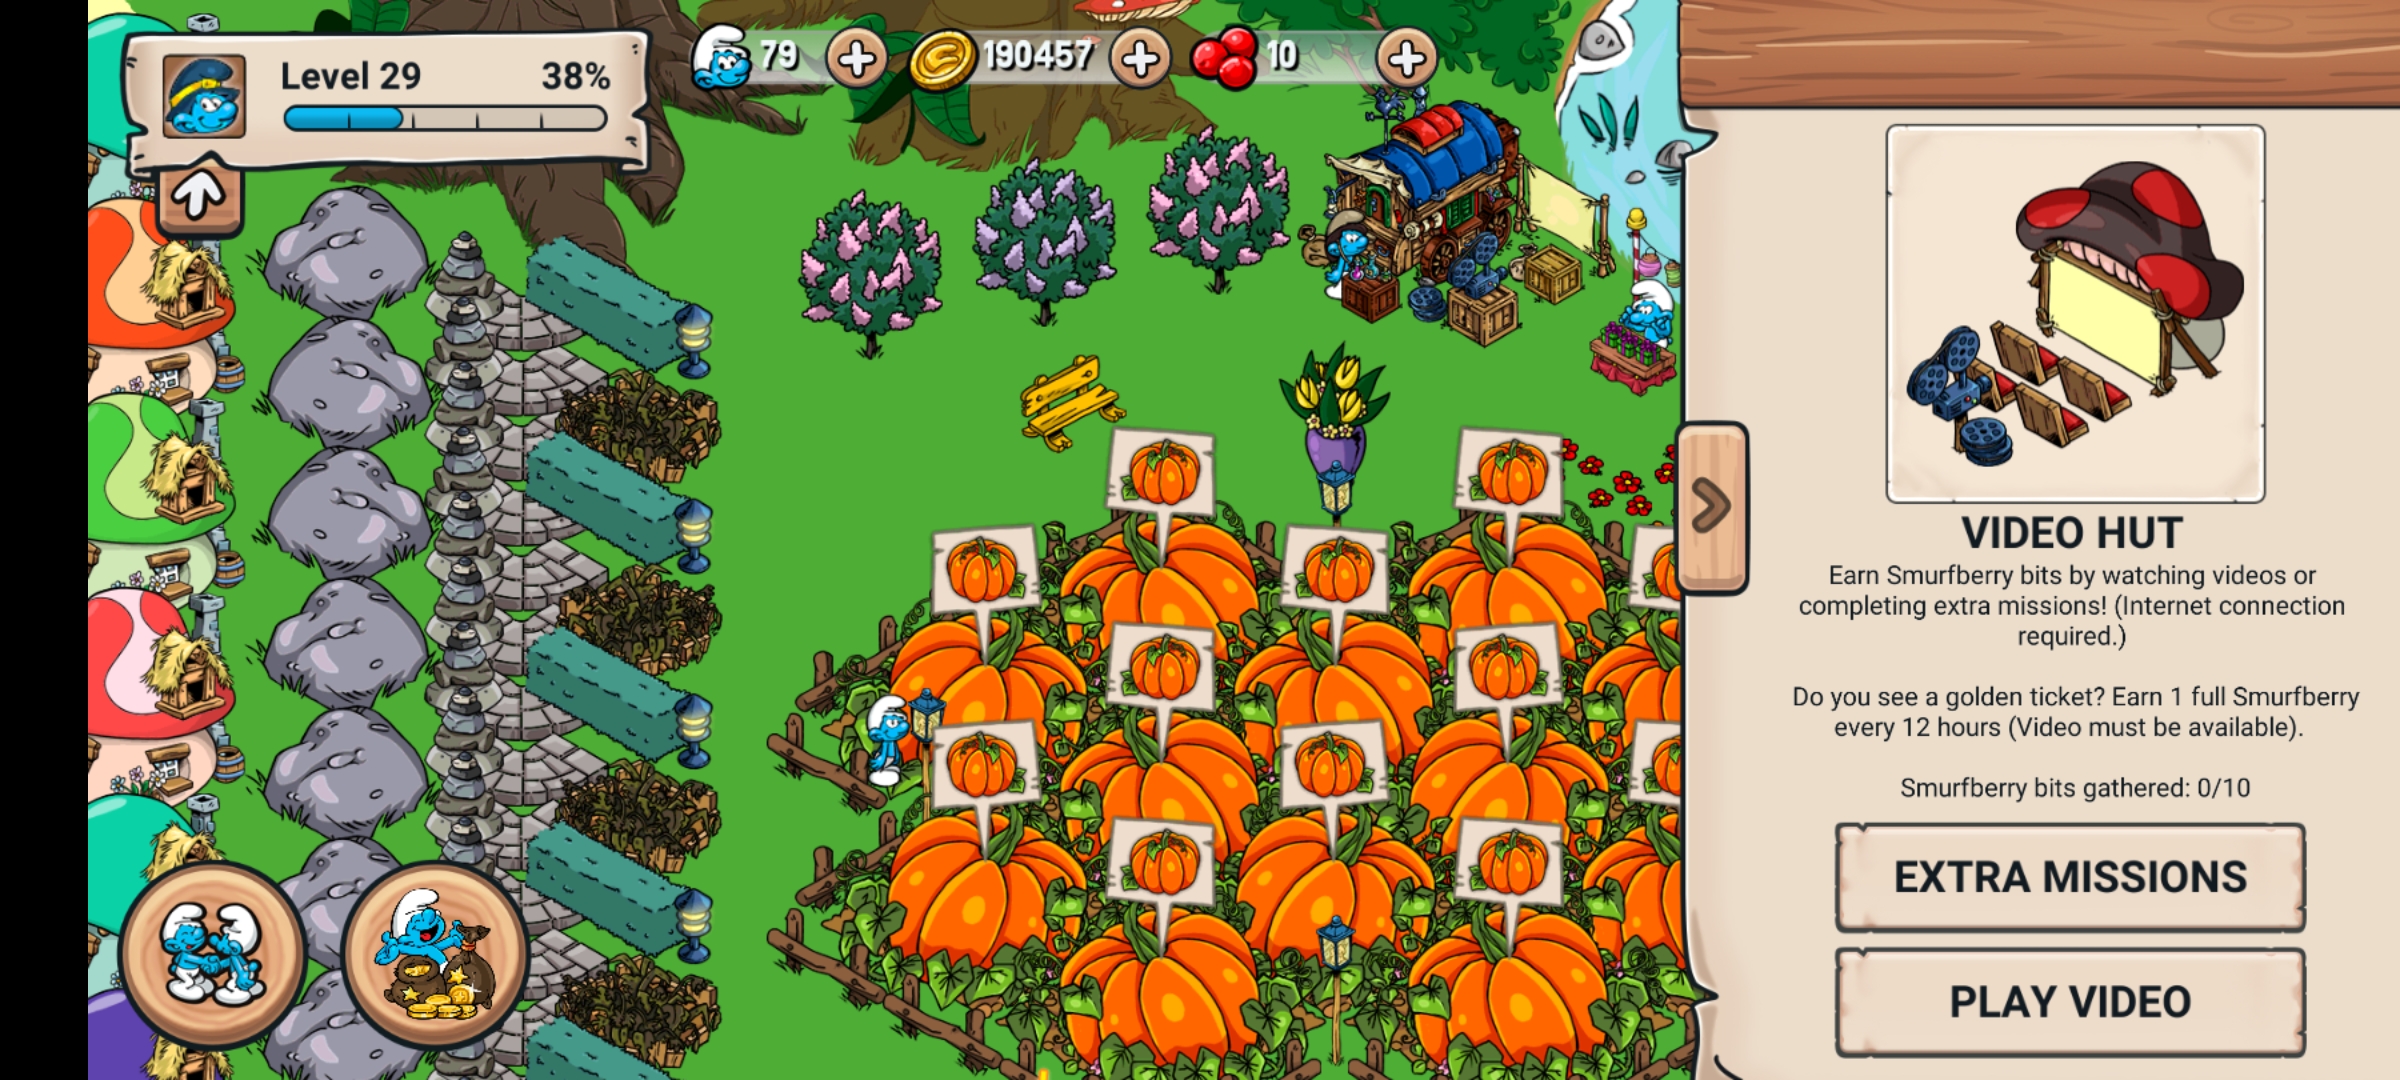 Level 29 38%
79
190457
10
VIDEO HUT
Earn Smurfberry bits by watching videos or
completing extra missions! (Internet connection
required.)
Do you see a golden ticket? Earn 1 full Smurfberry
every 12 hours (Video must be available).
Smurfberry bits gathered: 0/10
EXTRA MISSIONS
PLAY VIDEO